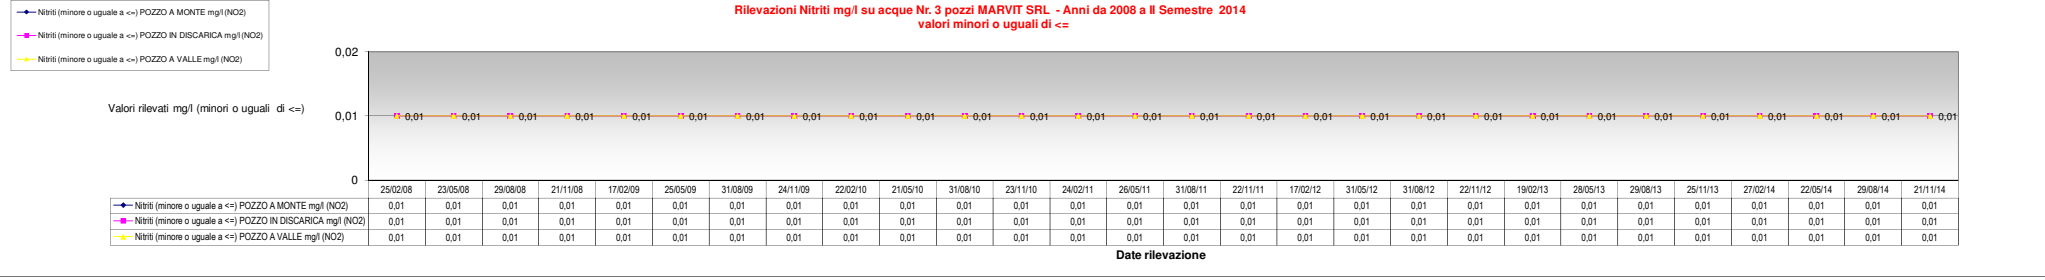 Rilevazioni Nitriti mg/l su acque Nr. 3 pozzi MARVIT SRL - Anni da 2008 a II Semestre 2014
valori minori o uguali di <=
Nitriti (minore o uguale a <=) POZZO A MONTE mg/l (NO2)
Nitriti (minore o uguale a <=) POZZO IN DISCARICA mg/l (NO2)
Nitriti (minore o uguale a <=) POZZO A VALLE mg/l (NO2)
Valori rilevati mg/l (minori o uguali di <=)
0,02
0,01 0,01 0,01 0,01 0,01 0,01 0,01 0,01 0,01 0,01 0,01 0,01 0,01 0,01 0,01 0,01 0,01 0,01 0,01 0,01 0,01 0,01 0,01 0,01 0,01 0,01 0,01 0,01 0,01
0
25/02/08 23/05/08 29/08/08 21/11/08 17/02/09 25/05/09 31/08/09 24/11/09 22/02/10 21/05/10 31/08/10 23/11/10 24/02/11 26/05/11 31/08/11 22/11/11 17/02/12 31/05/12 31/08/12 22/11/12 19/02/13 28/05/13 29/08/13 25/11/13 27/02/14 22/05/14 29/08/14 21/11/14
Nitriti (minore o uguale a <=) POZZO A MONTE mg/l (NO2) 0,01 0,01 0,01 0,01 0,01 0,01 0,01 0,01 0,01 0,01 0,01 0,01 0,01 0,01 0,01 0,01 0,01 0,01 0,01 0,01 0,01 0,01 0,01 0,01 0,01 0,01 0,01 0,01
Nitriti (minore o uguale a <=) POZZO IN DISCARICA mg/l (NO2) 0,01 0,01 0,01 0,01 0,01 0,01 0,01 0,01 0,01 0,01 0,01 0,01 0,01 0,01 0,01 0,01 0,01 0,01 0,01 0,01 0,01 0,01 0,01 0,01 0,01 0,01 0,01 0,01
Nitriti (minore o uguale a <=) POZZO A VALLE mg/l (NO2) 0,01 0,01 0,01 0,01 0,01 0,01 0,01 0,01 0,01 0,01 0,01 0,01 0,01 0,01 0,01 0,01 0,01 0,01 0,01 0,01 0,01 0,01 0,01 0,01 0,01 0,01 0,01 0,01
Date rilevazione